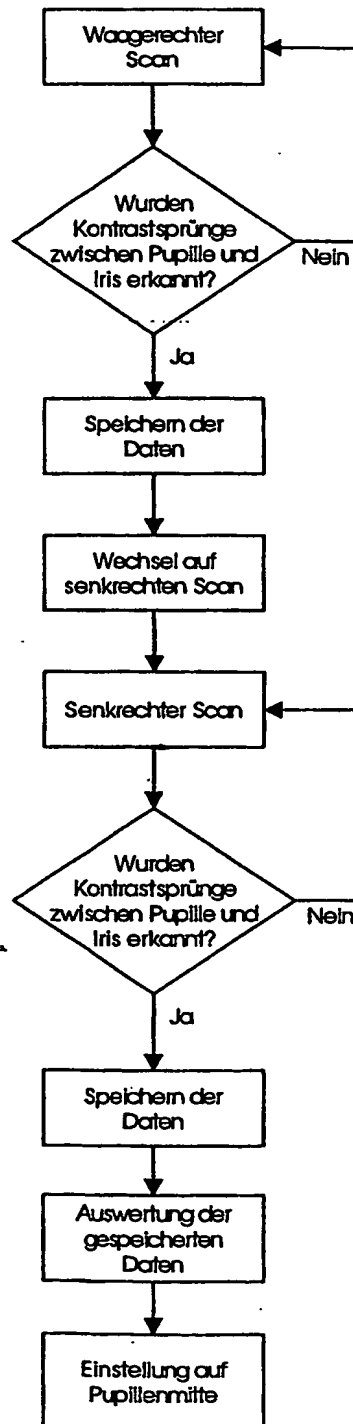 Waagerechter
Scan
Wurden
Kontrastsprünge
zwischen Pupille und
Iris erkannt?
Nein
Ja
Speichern der
Daten
Wechsel auf
senkrechten Scan
Senkrechter Scan
Wurden
Kontrastsprünge
zwischen Pupille und
Iris erkannt?
Nein
Ja
Speichern der
Daten
Auswertung der
gespeicherten
Daten
Einstellung auf
Pupillenmitte